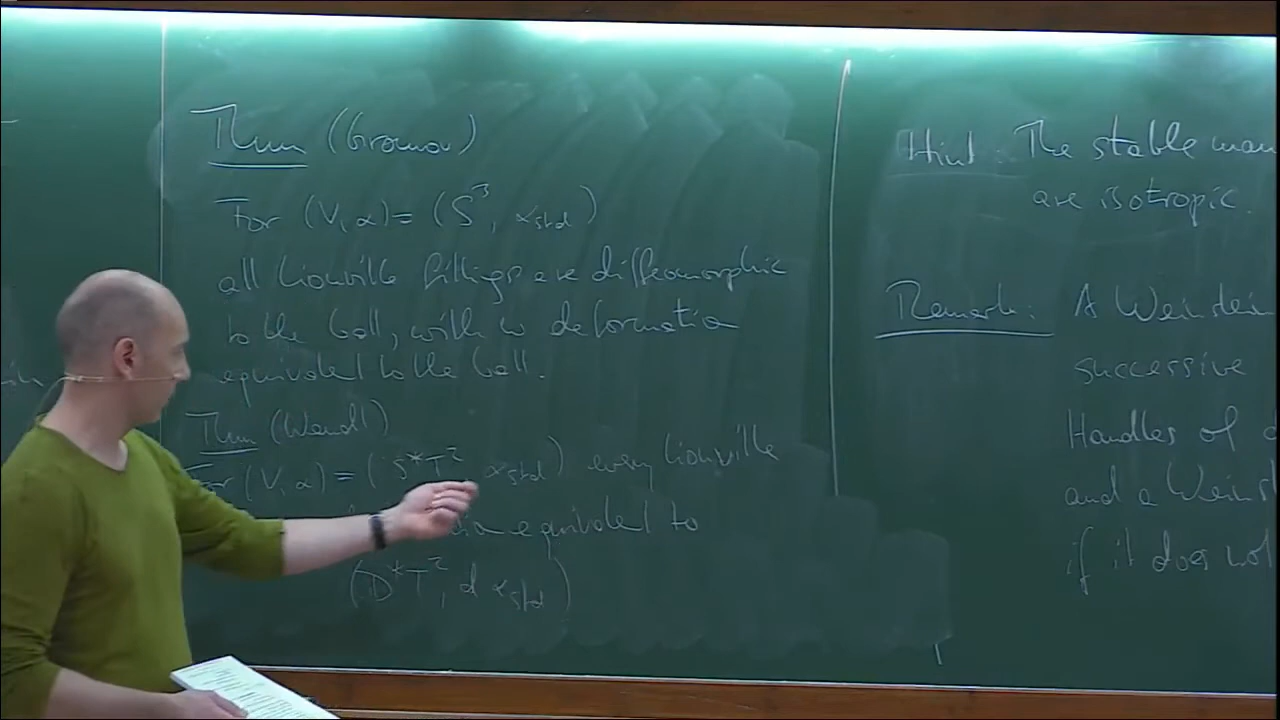 Thm (Gromov)
For (V, α) = (S³, α_std)
all Liouville fillings are diffeomorphic
to the ball, with ω deformation
equivalent to the ball.
Thm (Wendl)
For (V, α) = (S*T², α_std) every Liouville
equivalent to
(D*T², dα_std)
Hint: The stable man
are isotropic.
Remark: A Weinstein
successive
Handles of
and a Weinst
if it does not